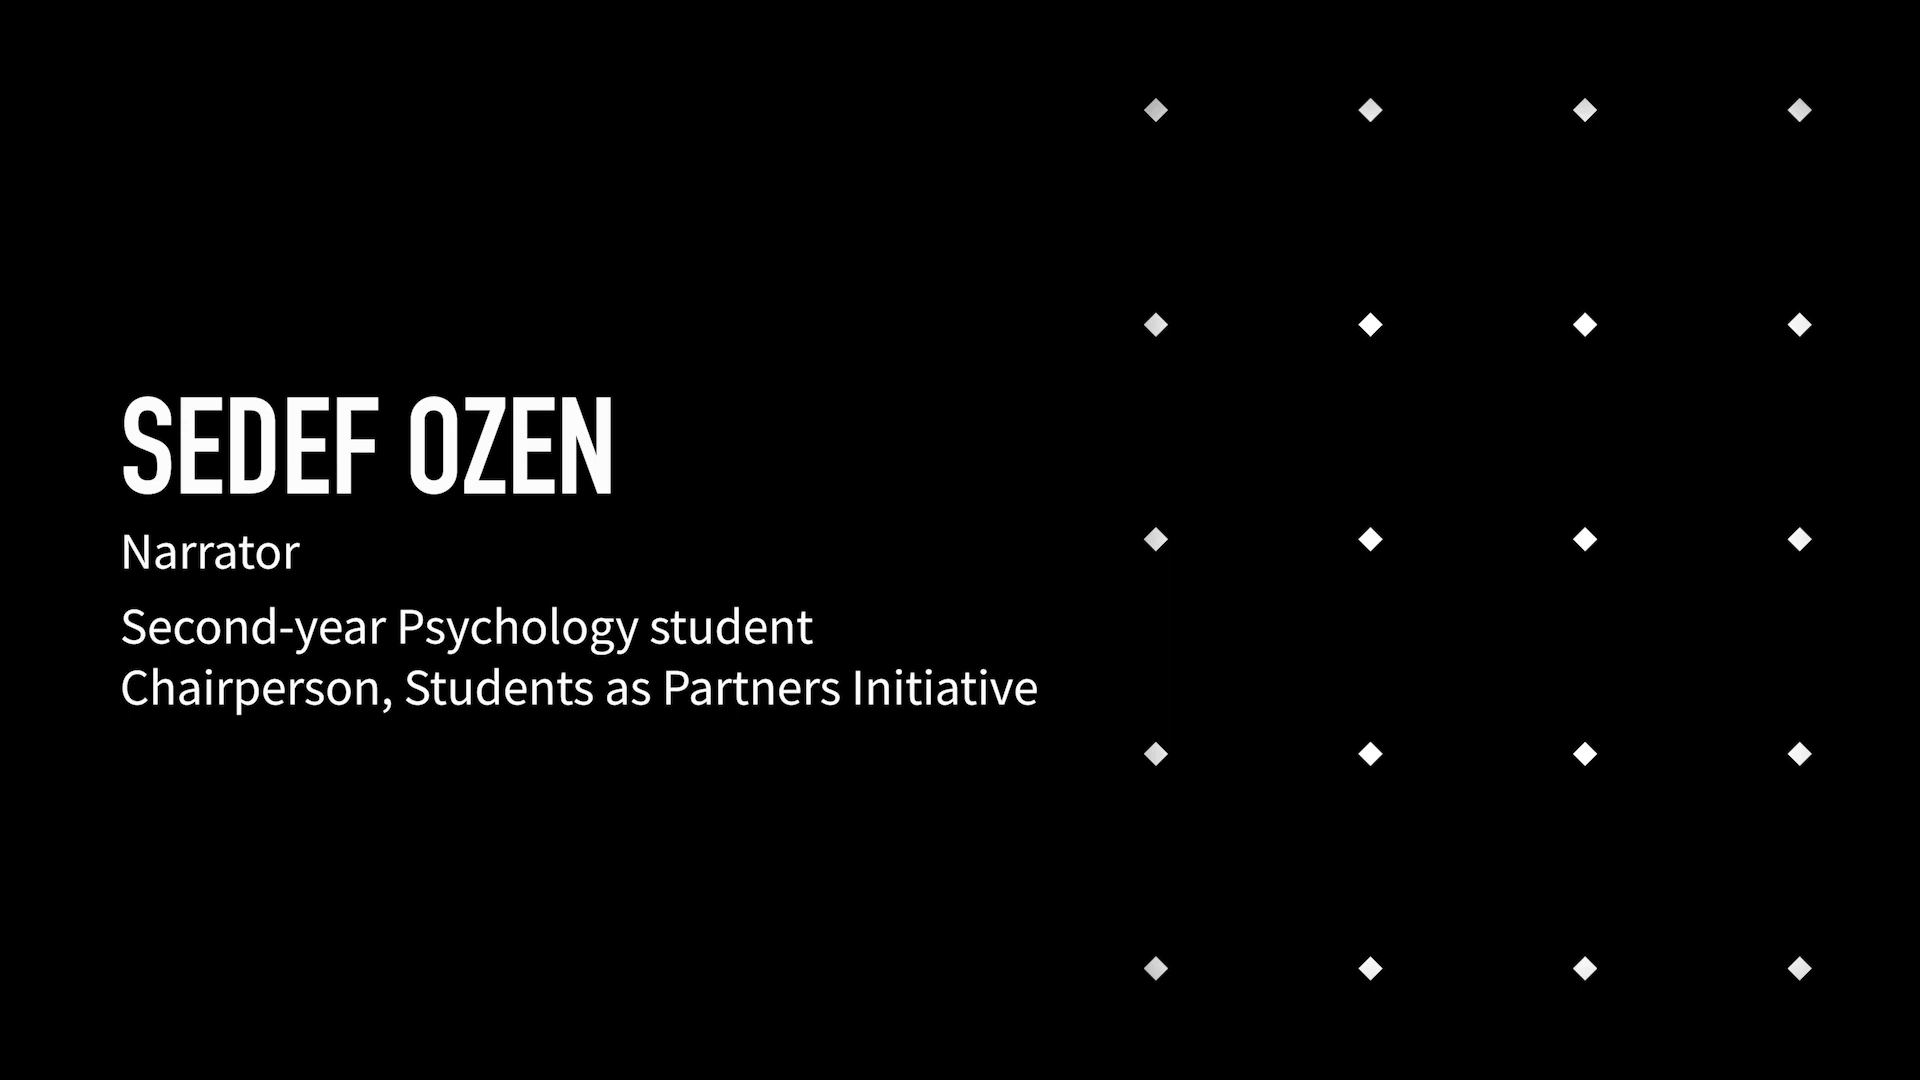 SEDEF OZEN
Narrator
Second-year Psychology student
Chairperson, Students as Partners Initiative